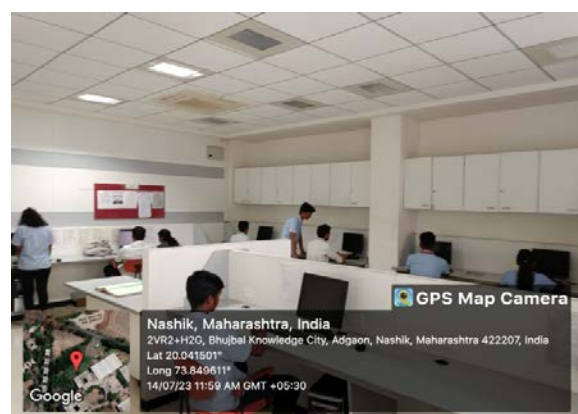 GPS Map Camera
Nashik, Maharashtra, India
2VR2+H2G, Bhujbal Knowledge City, Adgaon, Nashik, Maharashtra 422207, India
Lat 20.041501°
Long 73.849611°
14/07/23 11:59 AM GMT +05:30
Google